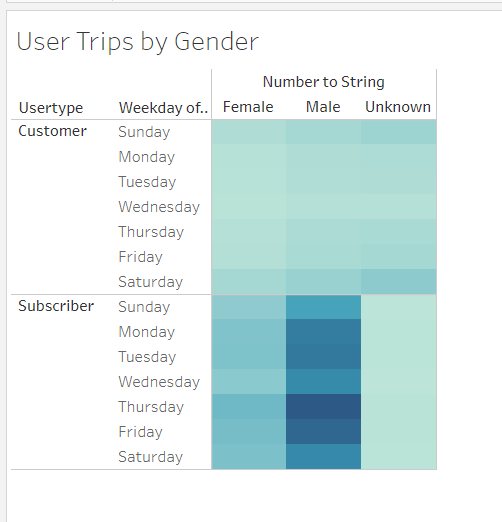 User Trips by Gender
Number to String
Usertype Weekday of.. Female Male Unknown
Customer Sunday
Monday
Tuesday
Wednesday
Thursday
Friday
Saturday
Subscriber Sunday
Monday
Tuesday
Wednesday
Thursday
Friday
Saturday